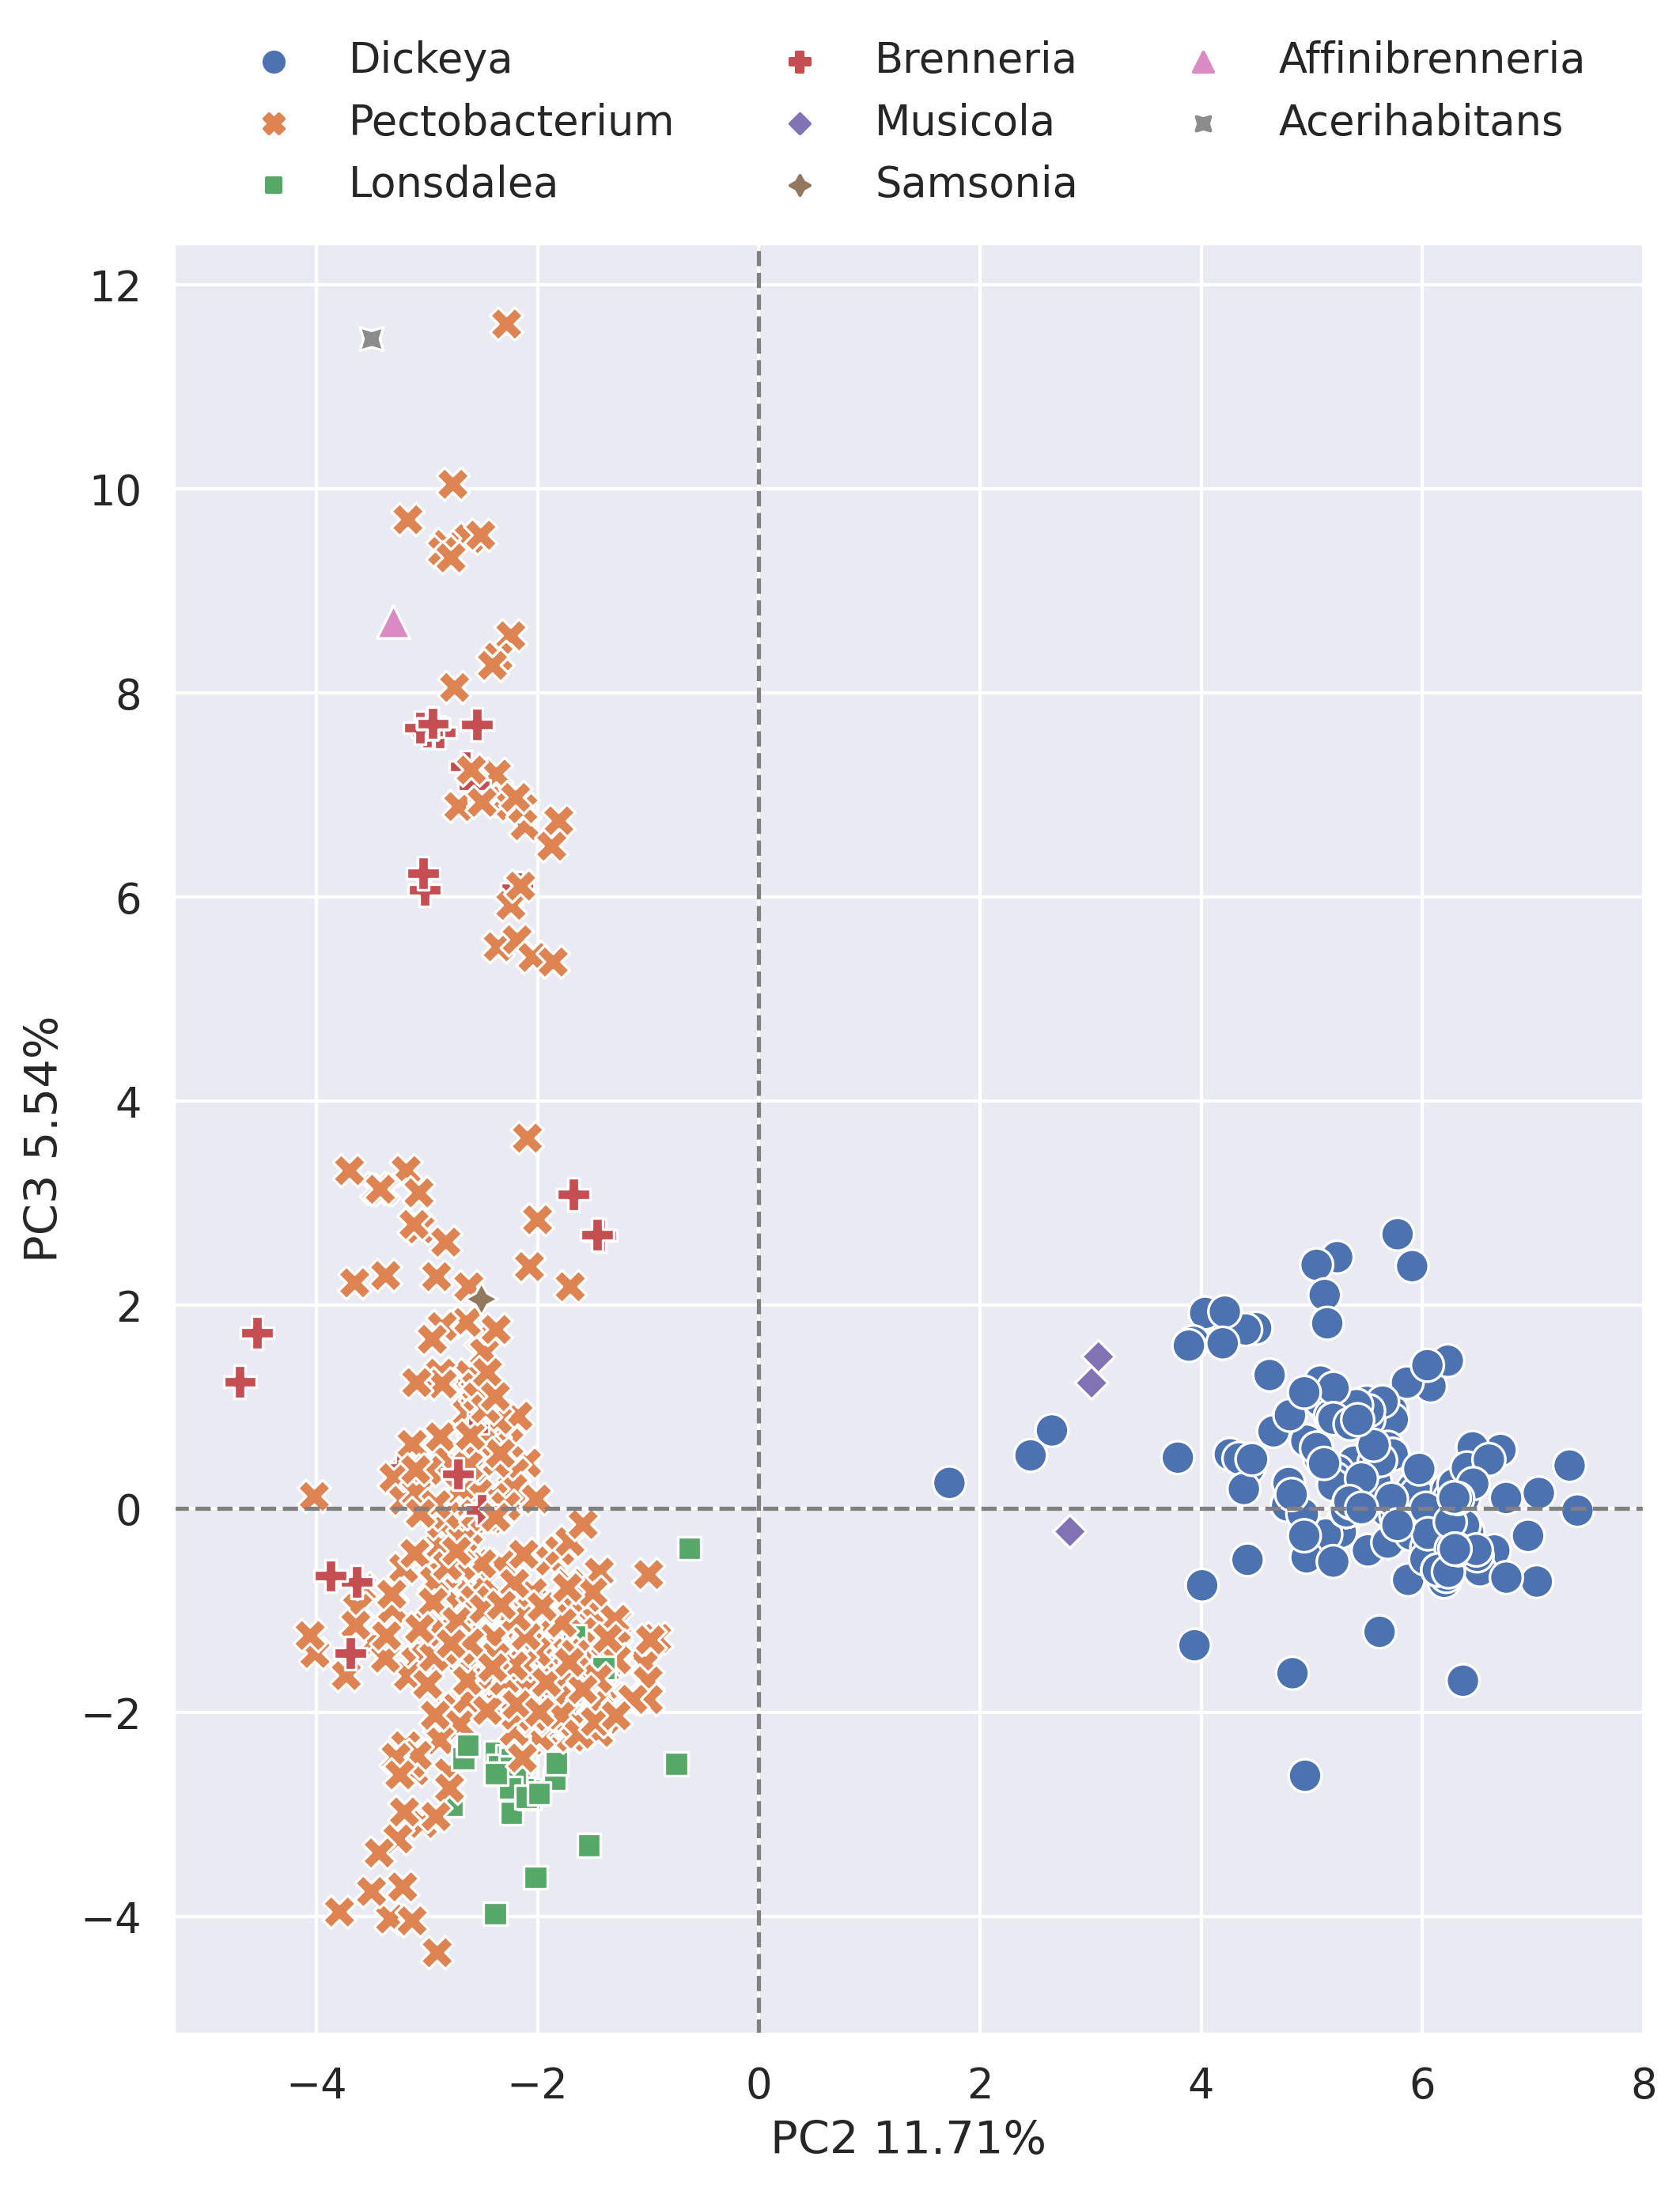 Dickeya
Pectobacterium
Lonsdalea
Brenneria
Musicola
Samsonia
Affinibrenneria
Acerihabitans
12
10
8
6
4
2
0
−2
−4
PC3 5.54%
−4 −2 0 2 4 6 8
PC2 11.71%